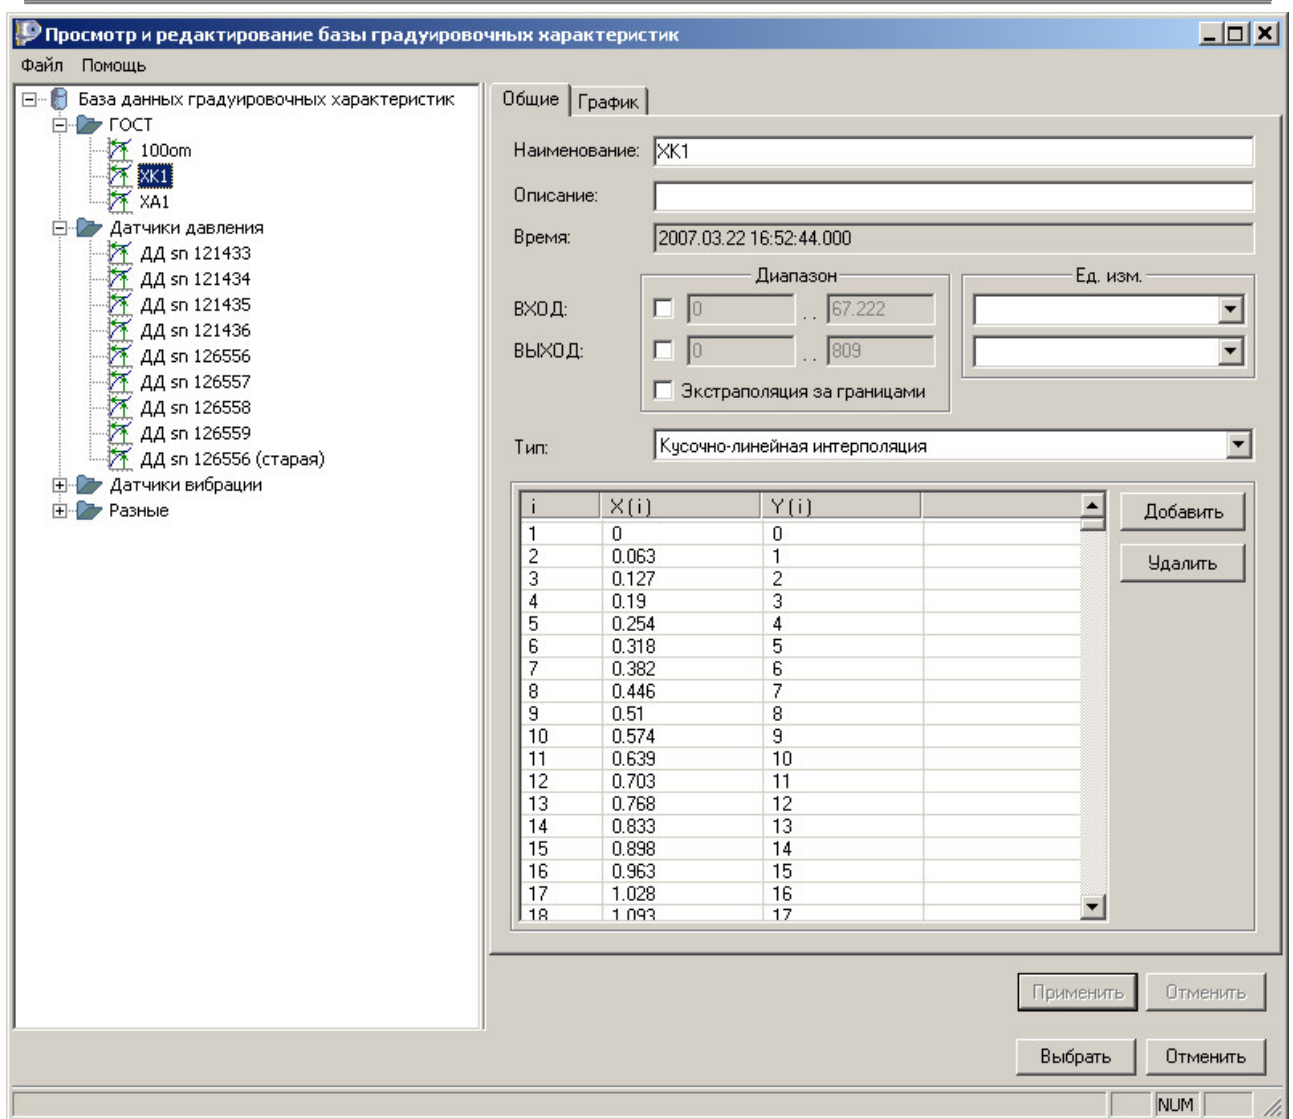 Просмотр и редактирование базы градуировочных характеристик
Файл Помощь
База данных градуировочных характеристик
ГОСТ
100om
ХК1
ХА1
Датчики давления
ДД sn 121433
ДД sn 121434
ДД sn 121435
ДД sn 121436
ДД sn 126556
ДД sn 126557
ДД sn 126558
ДД sn 126559
ДД sn 126556 (старая)
Датчики вибрации
Разные
Общие График
Наименование: ХК1
Описание:
Время: 2007.03.22 16:52:44.000
Диапазон Ед. изм.
ВХОД: 0 .. 67.222
ВЫХОД: 0 .. 809
Экстраполяция за границами
Тип: Кусочно-линейная интерполяция
i X(i) Y(i)
1 0 0
2 0.063 1
3 0.127 2
4 0.19 3
5 0.254 4
6 0.318 5
7 0.382 6
8 0.446 7
9 0.51 8
10 0.574 9
11 0.639 10
12 0.703 11
13 0.768 12
14 0.833 13
15 0.898 14
16 0.963 15
17 1.028 16
18 1.093 17
Добавить
Удалить
Применить Отменить
Выбрать Отменить
NUM